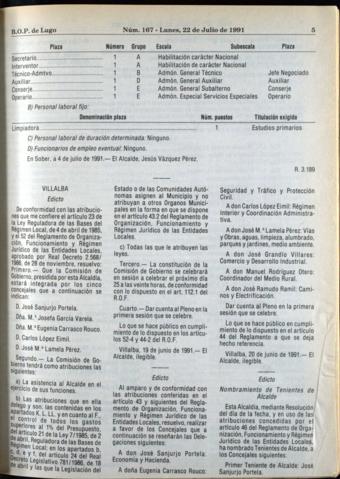 B.O.P. de Lugo Núm. 167 - Lunes, 22 de Julio de 1991 5
Plaza Número Grupo Escala Subescala Plaza
Secretario 1 A Habilitación carácter Nacional
Interventor 1 A Habilitación de carácter Nacional
Técnico-Admtvo 1 B Admón. General Técnico Jefe Negociado
Auxiliar 1 D Admón. General Auxiliar Auxiliar
Conserje 1 E Admón. General Subalterno Conserje
Operario 1 E Admón. Especial Servicios Especiales Operario
B) Personal laboral fijo:
Denominación plaza Núm. puestos Titulación exigida
Limpiadora 1 Estudios primarios
C) Personal laboral de duración determinada: Ninguno.
D) Funcionarios de empleo eventual: Ninguno.
En Sober, a 4 de julio de 1991.— El Alcalde, Jesús Vázquez Pérez.
R. 3.189
VILLALBA
Edicto
De conformidad con las atribuciones
que me confiere el artículo 23 de
la Ley Reguladora de las Bases del
Régimen Local, de 4 de abril de 1985,
y el 52 del Reglamento de Organización,
Funcionamiento y Régimen
Jurídico de las Entidades Locales,
aprobado por Real Decreto 2.568/
1986, de 28 de noviembre, resuelvo:
Primero.— Que la Comisión de
Gobierno, presidida por esta Alcaldía,
estará integrada por los cinco
concejales que a continuación se
indican:
D. José Sanjurjo Portela.
Dña. M.ª Josefa García Varela.
Dña. M.ª Eugenia Carrasco Rouco.
D. Carlos López Eimil.
D. José M.ª Lamela Pérez.
Segundo.— La Comisión de Gobierno
tendrá como atribuciones las
siguientes:
a) La asistencia al Alcalde en el
ejercicio de sus funciones.
b) Las atribuciones que en ella
delego y son: las contenidas en los
apartados K, L, LL, y en cuanto al F,
el control de todos los gastos
superiores al 1% del Presupuesto,
del artículo 21 de la Ley 7/1985, de 2
de abril, Reguladora de las Bases de
Régimen Local; en los apartados b,
c, d, e y f, del artículo 24 del Real
Decreto Legislativo 781/1986, de 18
de abril y las que la Legislación del
Estado o de las Comunidades Autónomas
asignen al Municipio y no
atribuyan a otros Organos Municipales
en la forma en que se dispone
en el artículo 43.2 del Reglamento de
Organización, Funcionamiento y
Régimen Jurídico de las Entidades
Locales.
c) Todas las que le atribuyen las
leyes.
Tercero.— La constitución de la
Comisión de Gobierno se celebrará
en sesión a celebrar el próximo día
25 a las veinte horas, de conformidad
con lo dispuesto en el art. 112.1 del
R.O.F.
Cuarto.— Dar cuenta al Pleno en la
primera sesión que se celebre.
Lo que se hace público en cumplimiento
de lo dispuesto en los artículos
52-4 y 44-2 del R.O.F.
Villalba, 19 de junio de 1991.— El
Alcalde, ilegible.
Edicto
Al amparo y de conformidad con
las atribuciones contenidas en el
artículo 43 y siguientes del Reglamento
de Organización, Funcionamiento
y Régimen Jurídico de las
Entidades Locales, resuelvo, realizar
a favor de los Concejales que a
continuación se reseñarán las Delegaciones
siguientes:
A don José Sanjurjo Portela:
Economía y Hacienda.
A doña Eugenia Carrasco Rouco:
Seguridad y Tráfico y Protección
Civil.
A don Carlos López Eimil: Régimen
Interior y Coordinación Administrativa.
A don José M.ª Lamela Pérez: Vías
y Obras, aguas, limpieza, alumbrado,
parques y jardines, medio ambiente.
A don José Grandío Villares:
Comercio y Desarrollo Industrial.
A don Manuel Rodríguez Otero:
Coordinador del Medio Rural.
A don José Ramudo Ramil: Caminos
y Electrificación.
Dar cuenta al Pleno en la primera
sesión que se celebre.
Lo que se hace público en cumplimiento
de lo dispuesto en el artículo
44 del Reglamento a que se deja
hecho referencia.
Villalba, 20 de junio de 1991.— El
Alcalde, ilegible.
Edicto
Nombramiento de Tenientes de
Alcalde
Esta Alcaldía, mediante Resolución
del día de la fecha, y en uso de las
atribuciones concedidas por el
artículo 46 del Reglamento de Organización,
Funcionamiento y Régimen
Jurídico de las Entidades Locales,
ha nombrado Tenientes de Alcalde, a
los Concejales siguientes:
Primer Teniente de Alcalde: José
Sanjurjo Portela.